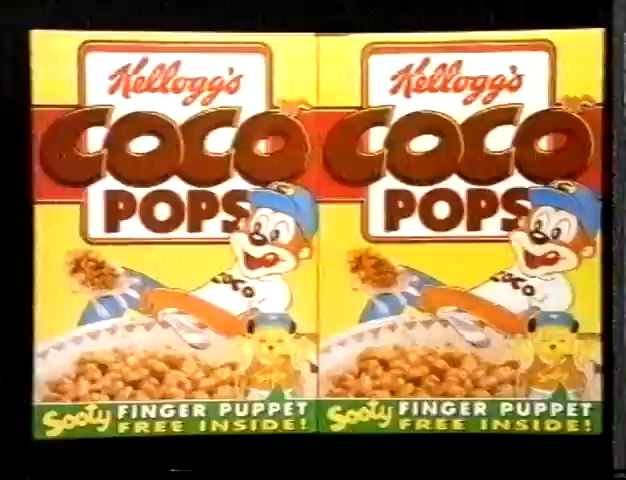 Kellogg's
COCO
POPS
COCO
Sooty FINGER PUPPET
FREE INSIDE!
Kellogg's
COCO
POPS
COCO
Sooty FINGER PUPPET
FREE INSIDE!